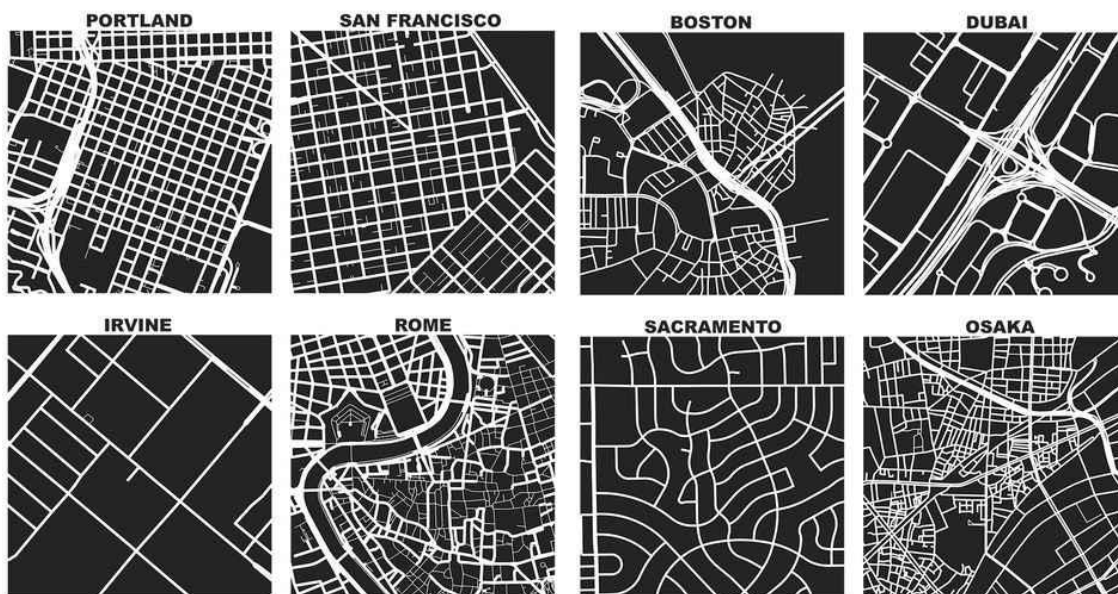 PORTLAND
SAN FRANCISCO
BOSTON
DUBAI
IRVINE
ROME
SACRAMENTO
OSAKA